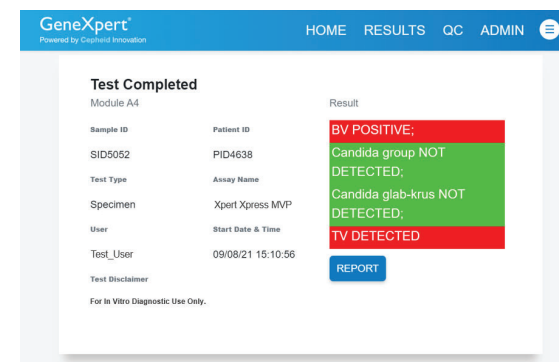 GeneXpert®
Powered by Cepheid Innovation
HOME RESULTS QC ADMIN
Test Completed
Module A4
Result
Sample ID Patient ID
BV POSITIVE;
SID5052 PID4638
Candida group NOT
DETECTED;
Test Type Assay Name
Candida glab-krus NOT
DETECTED;
Specimen Xpert Xpress MVP
User Start Date & Time
TV DETECTED
Test_User 09/08/21 15:10:56
REPORT
Test Disclaimer
For In Vitro Diagnostic Use Only.